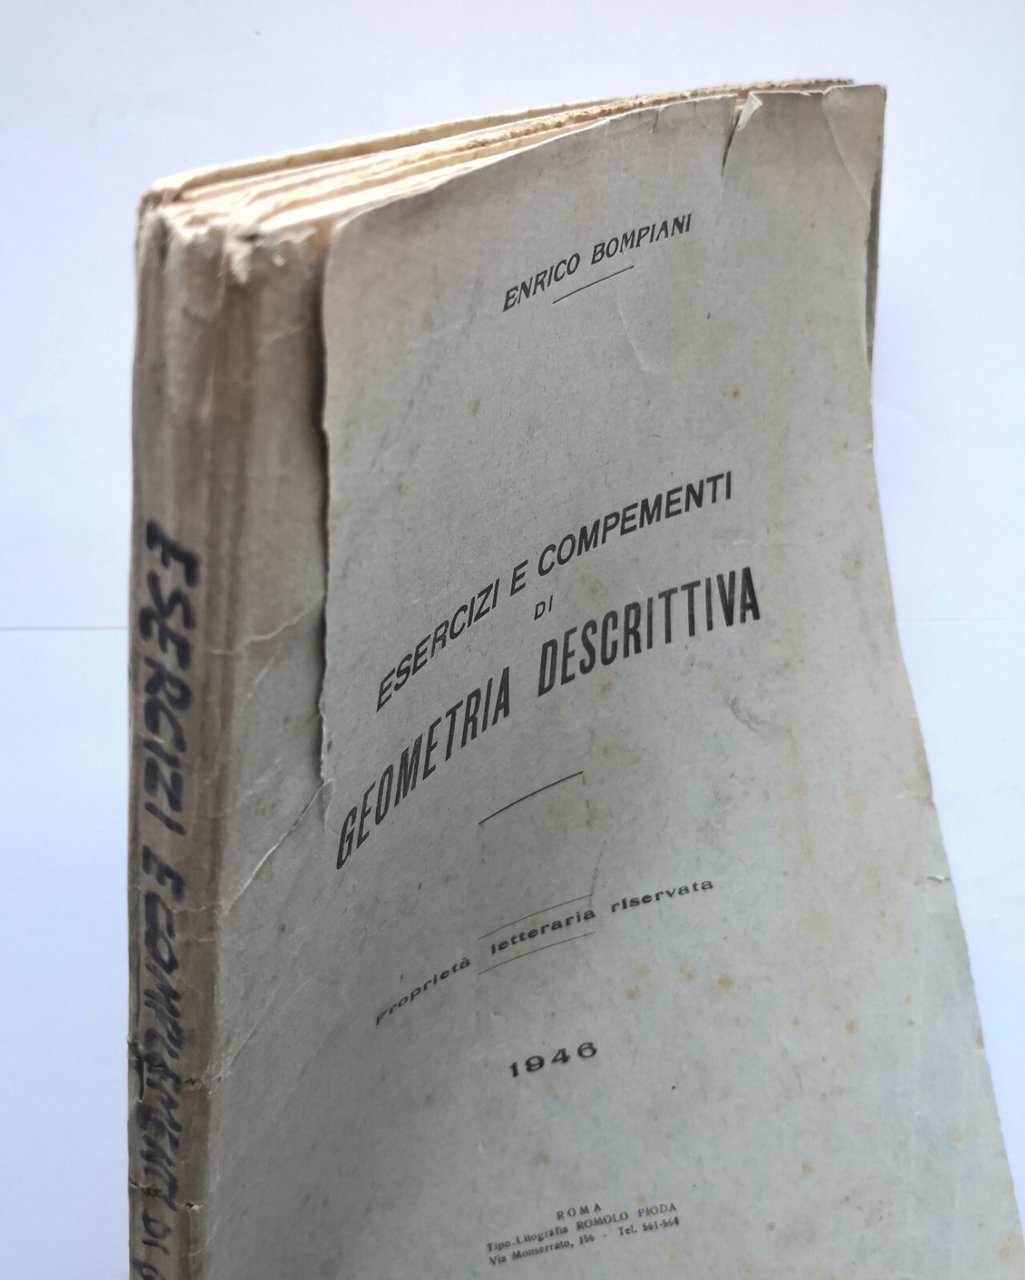 ENRICO BOMPIANI
ESERCIZI E COMPEMENTI
DI
GEOMETRIA DESCRITTIVA
Proprietà letteraria riservata
1946
ROMA
Tipo-Litografia ROMOLO PIODA
Via Monserrato, 156 - Tel. 561-564
ESERCIZI E COMPLEMENTI DI G